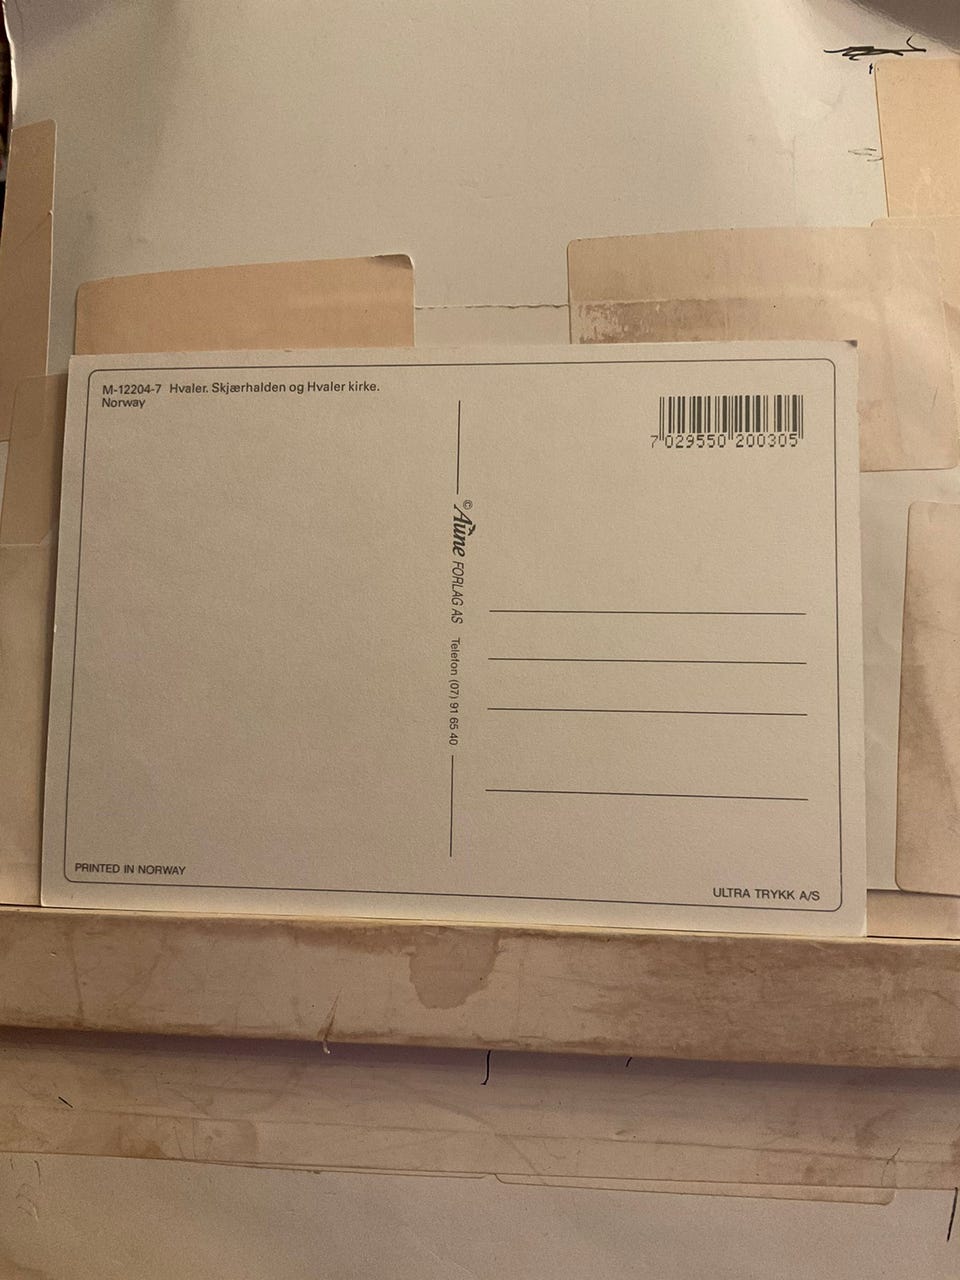 M-12204-7 Hvaler. Skjærhalden og Hvaler kirke.
Norway
7 029550 200305
© Aune FORLAG AS Telefon (07) 91 65 40
PRINTED IN NORWAY
ULTRA TRYKK A/S